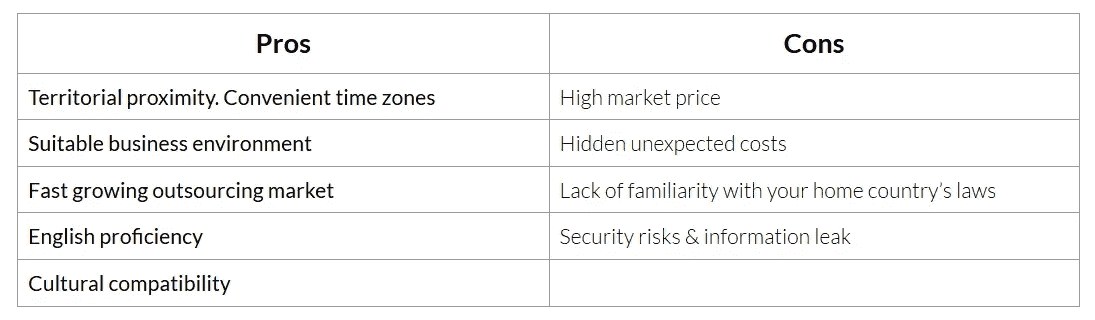 Pros Cons
Territorial proximity. Convenient time zones High market price
Suitable business environment Hidden unexpected costs
Fast growing outsourcing market Lack of familiarity with your home country’s laws
English proficiency Security risks & information leak
Cultural compatibility